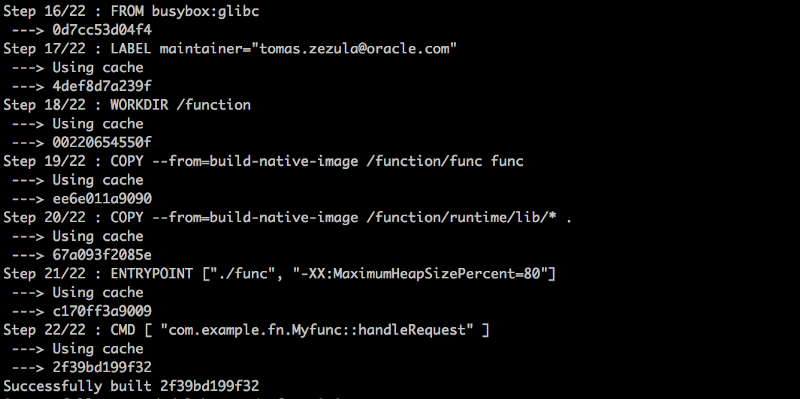 Step 16/22 : FROM busybox:glibc
 ---> 0d7cc53d04f4
Step 17/22 : LABEL maintainer="tomas.zezula@oracle.com"
 ---> Using cache
 ---> 4def8d7a239f
Step 18/22 : WORKDIR /function
 ---> Using cache
 ---> 00220654550f
Step 19/22 : COPY --from=build-native-image /function/func func
 ---> Using cache
 ---> ee6e011a9090
Step 20/22 : COPY --from=build-native-image /function/runtime/lib/* .
 ---> Using cache
 ---> 67a093f2085e
Step 21/22 : ENTRYPOINT ["./func", "-XX:MaximumHeapSizePercent=80"]
 ---> Using cache
 ---> c170ff3a9009
Step 22/22 : CMD [ "com.example.fn.Myfunc::handleRequest" ]
 ---> Using cache
 ---> 2f39bd199f32
Successfully built 2f39bd199f32